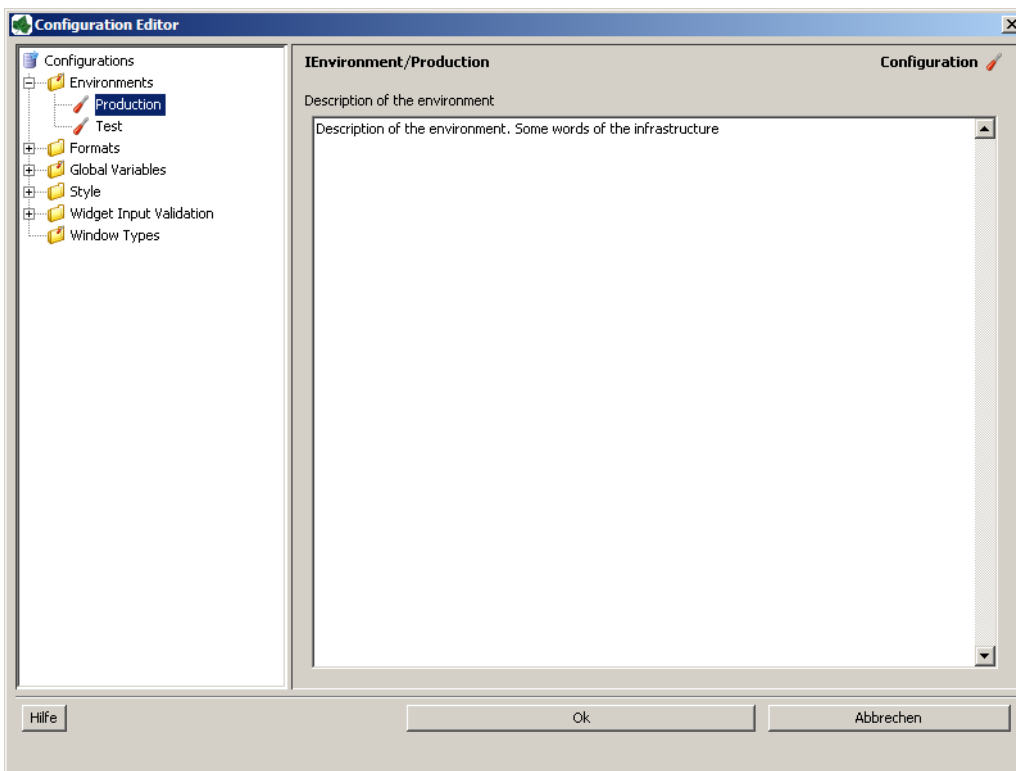 Configuration Editor
Configurations
Environments
Production
Test
Formats
Global Variables
Style
Widget Input Validation
Window Types
IEnvironment/Production Configuration
Description of the environment
Description of the environment. Some words of the infrastructure
Hilfe Ok Abbrechen